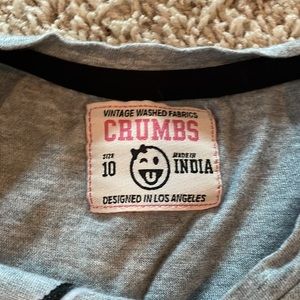 VINTAGE WASHED FABRICS
CRUMBS
SIZE 10
MADE IN INDIA
DESIGNED IN LOS ANGELES